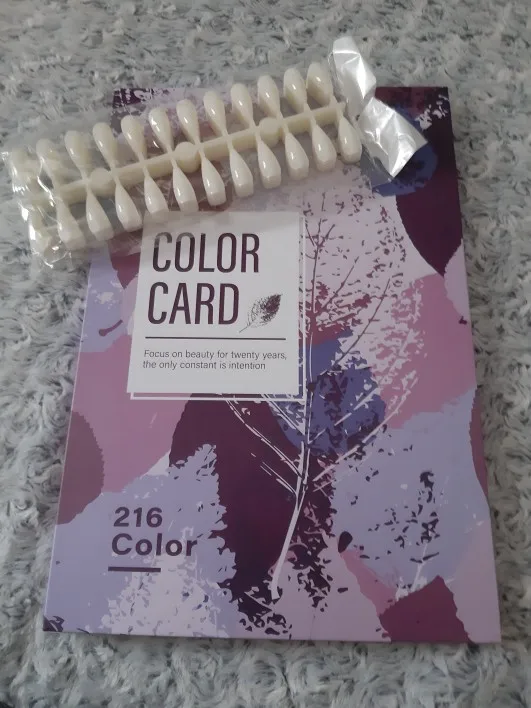 COLOR
CARD
Focus on beauty for twenty years,
the only constant is intention
216
Color